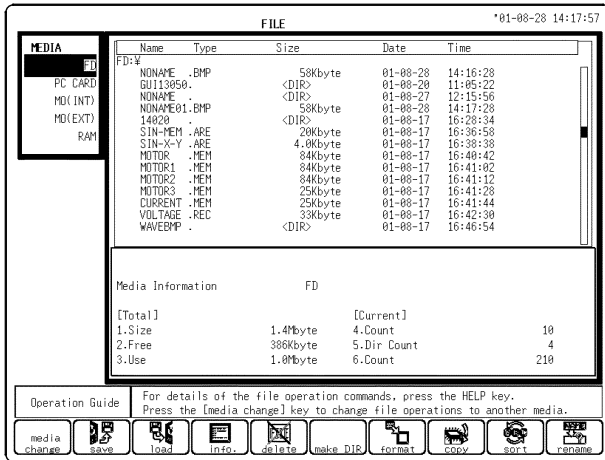 FILE
'01-08-28 14:17:57
MEDIA
FD
PC CARD
MO(INT)
MO(EXT)
RAM
Name Type Size Date Time
FD:¥
NONAME .BMP 58Kbyte 01-08-28 14:16:28
GUI13050. <DIR> 01-08-20 11:05:22
NONAME . <DIR> 01-08-27 12:15:56
NONAME01.BMP 58Kbyte 01-08-28 14:17:28
14020 . <DIR> 01-08-17 16:28:34
SIN-MEM .ARE 20Kbyte 01-08-17 16:36:58
SIN-X-Y .ARE 4.0Kbyte 01-08-17 16:38:38
MOTOR .MEM 84Kbyte 01-08-17 16:40:42
MOTOR1 .MEM 84Kbyte 01-08-17 16:41:02
MOTOR2 .MEM 84Kbyte 01-08-17 16:41:12
MOTOR3 .MEM 25Kbyte 01-08-17 16:41:28
CURRENT .MEM 25Kbyte 01-08-17 16:41:44
VOLTAGE .REC 33Kbyte 01-08-17 16:42:30
WAVEBMP . <DIR> 01-08-17 16:46:54
Media Information FD
[Total] [Current]
1.Size 1.4Mbyte 4.Count 10
2.Free 386Kbyte 5.Dir Count 4
3.Use 1.0Mbyte 6.Count 210
Operation Guide
For details of the file operation commands, press the HELP key.
Press the [media change] key to change file operations to another media.
media change
save
load
info.
delete
make DIR
format
copy
sort
rename